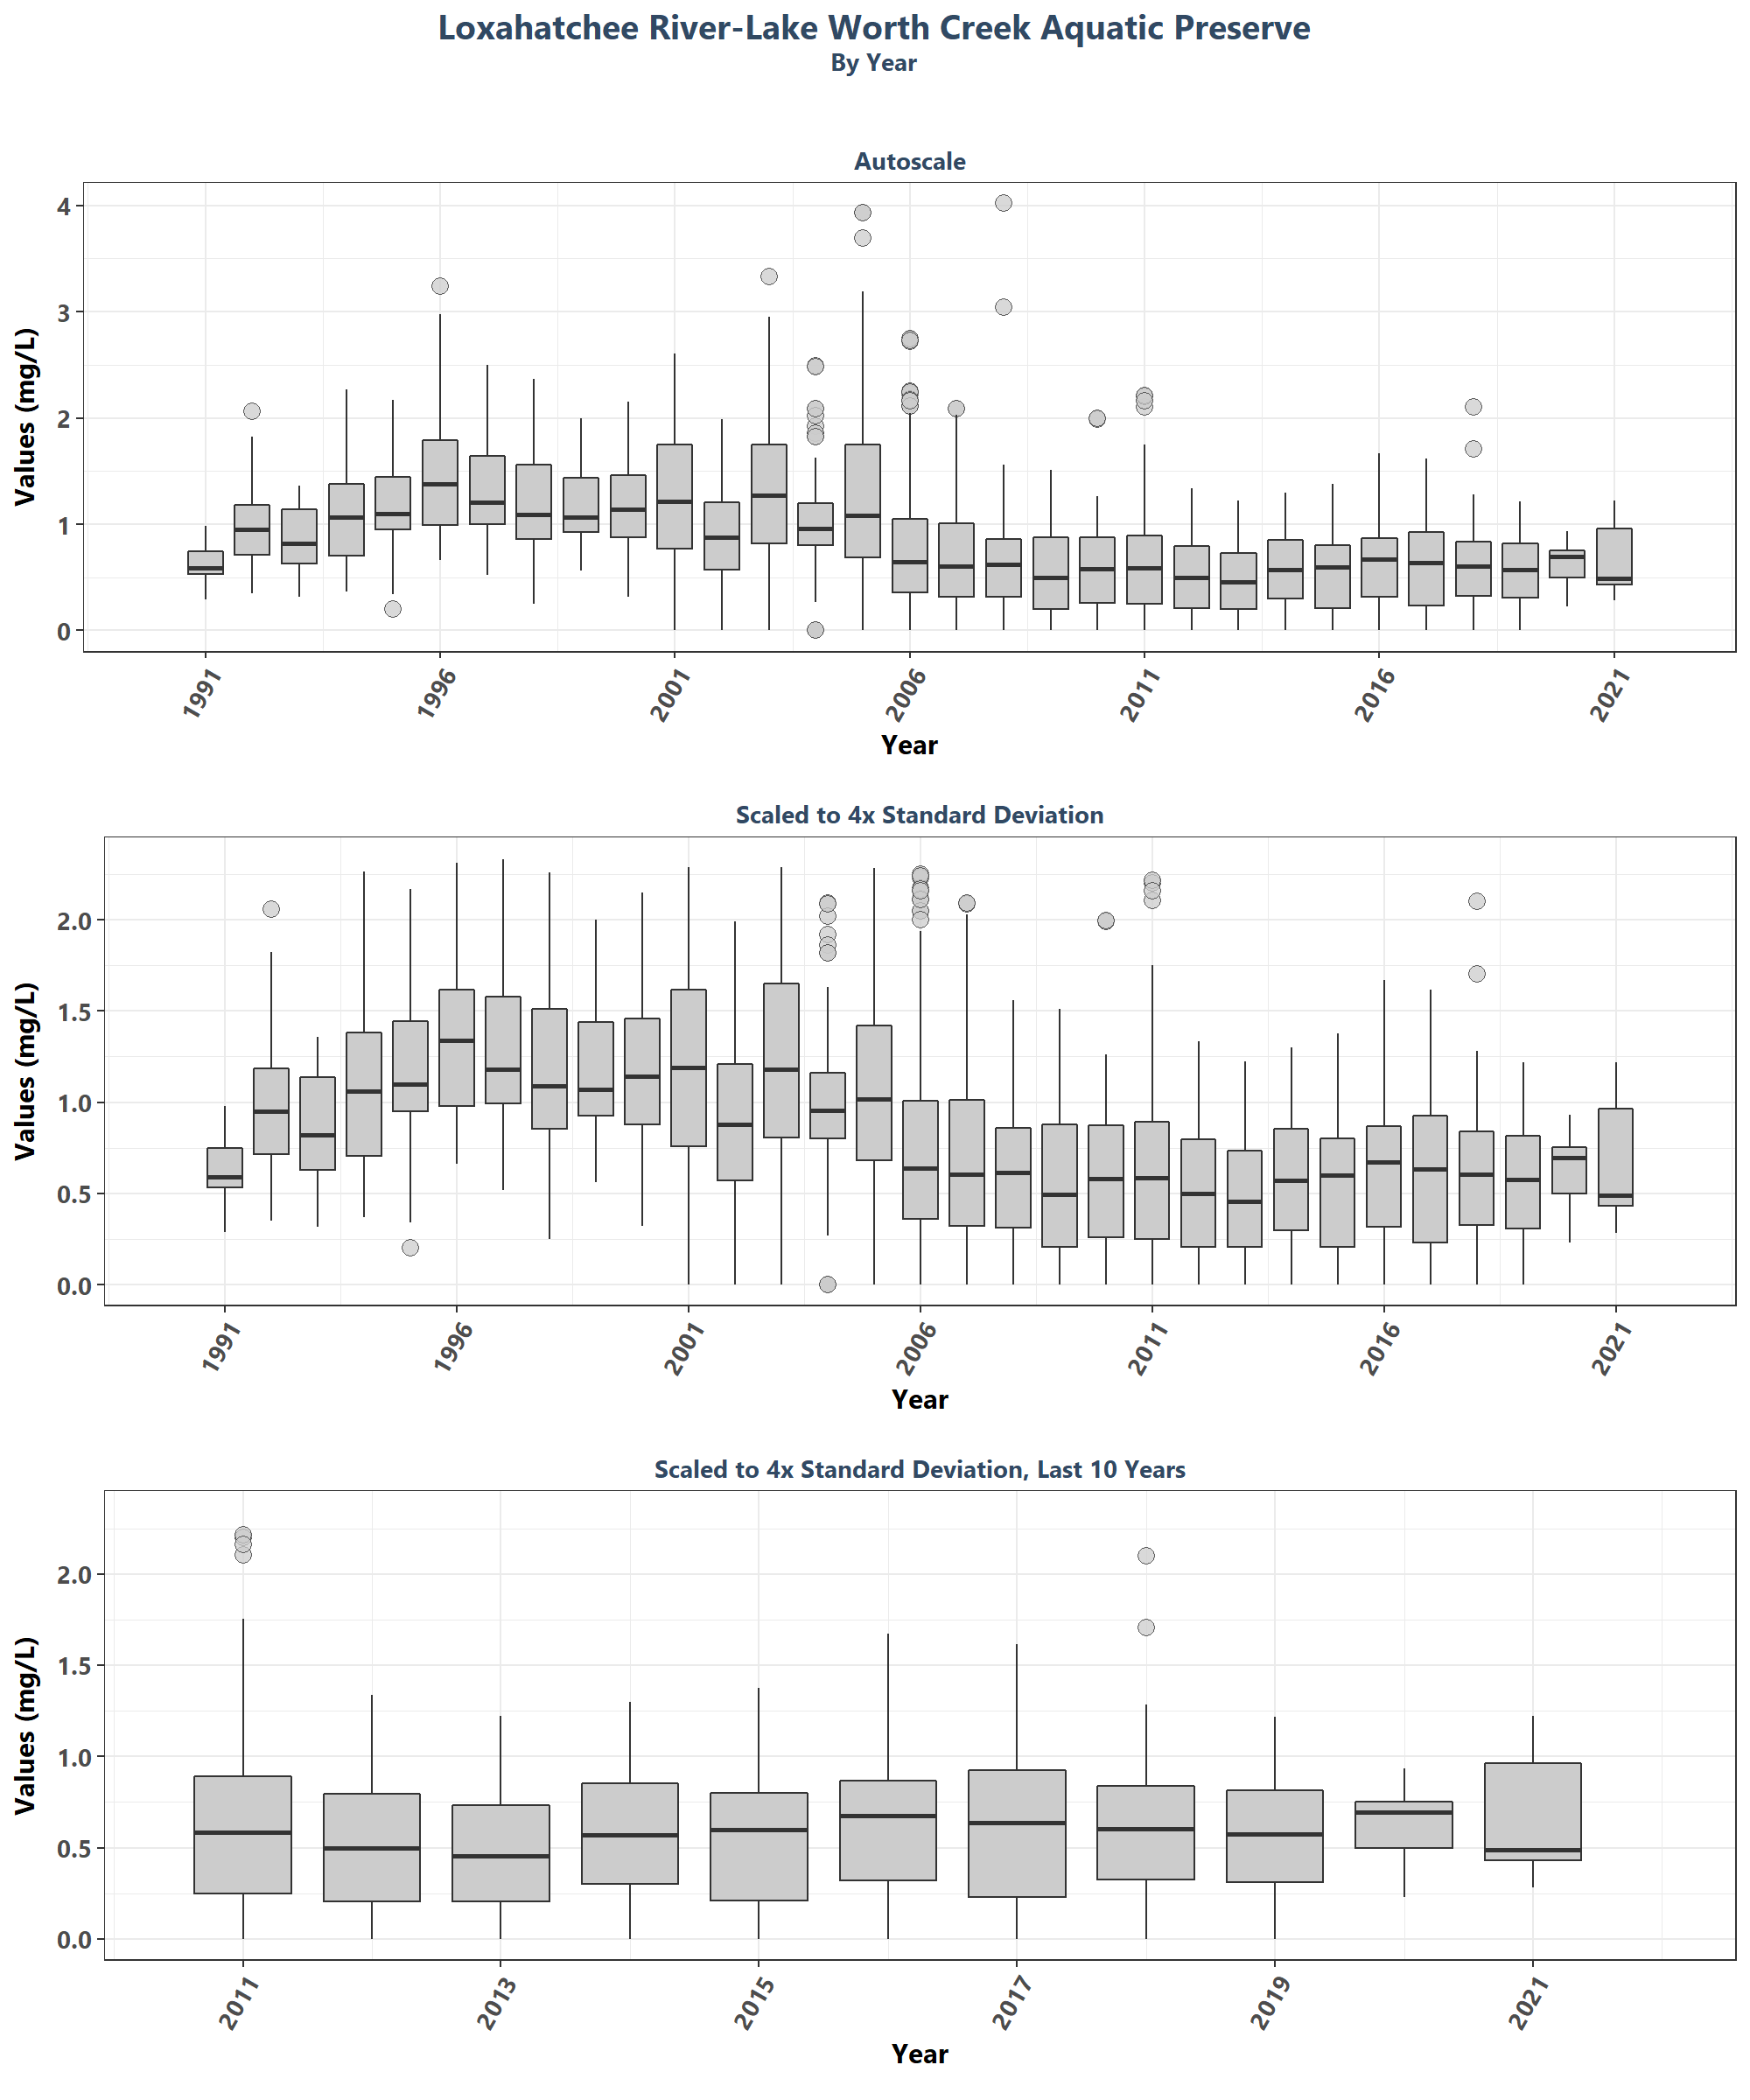 Loxahatchee River-Lake Worth Creek Aquatic Preserve
By Year
Autoscale
Values (mg/L)
4
3
2
1
0
1991 1996 2001 2006 2011 2016 2021
Year
Scaled to 4x Standard Deviation
Values (mg/L)
2.0
1.5
1.0
0.5
0.0
1991 1996 2001 2006 2011 2016 2021
Year
Scaled to 4x Standard Deviation, Last 10 Years
Values (mg/L)
2.0
1.5
1.0
0.5
0.0
2011 2013 2015 2017 2019 2021
Year